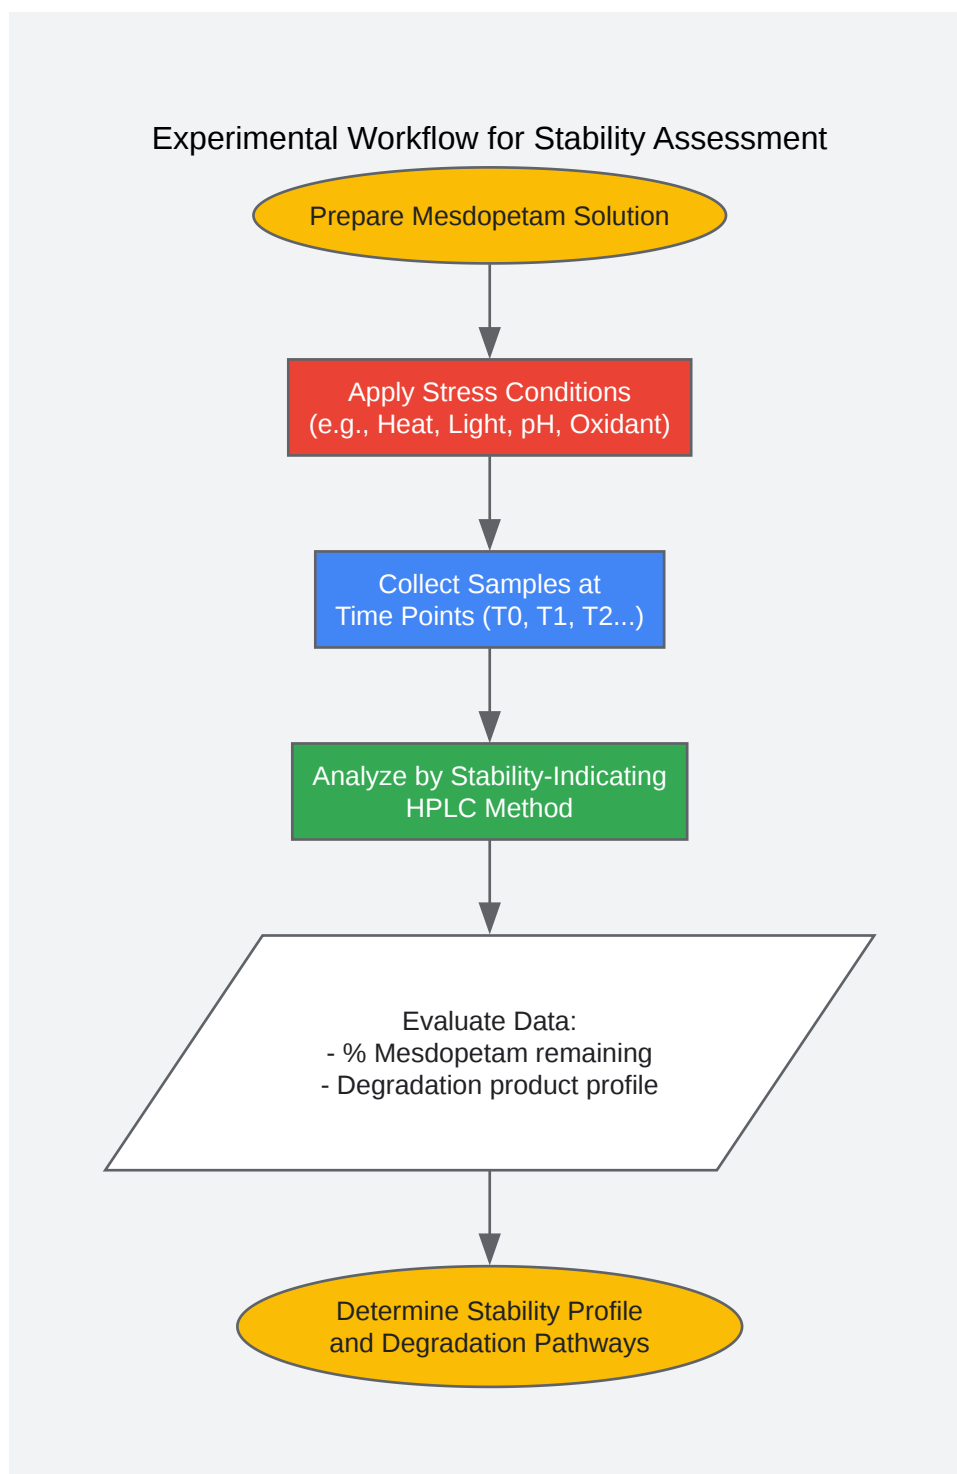 Experimental Workflow for Stability Assessment
Prepare Mesdopetam Solution
Apply Stress Conditions
(e.g., Heat, Light, pH, Oxidant)
Collect Samples at
Time Points (T0, T1, T2...)
Analyze by Stability-Indicating
HPLC Method
Evaluate Data:
- % Mesdopetam remaining
- Degradation product profile
Determine Stability Profile
and Degradation Pathways